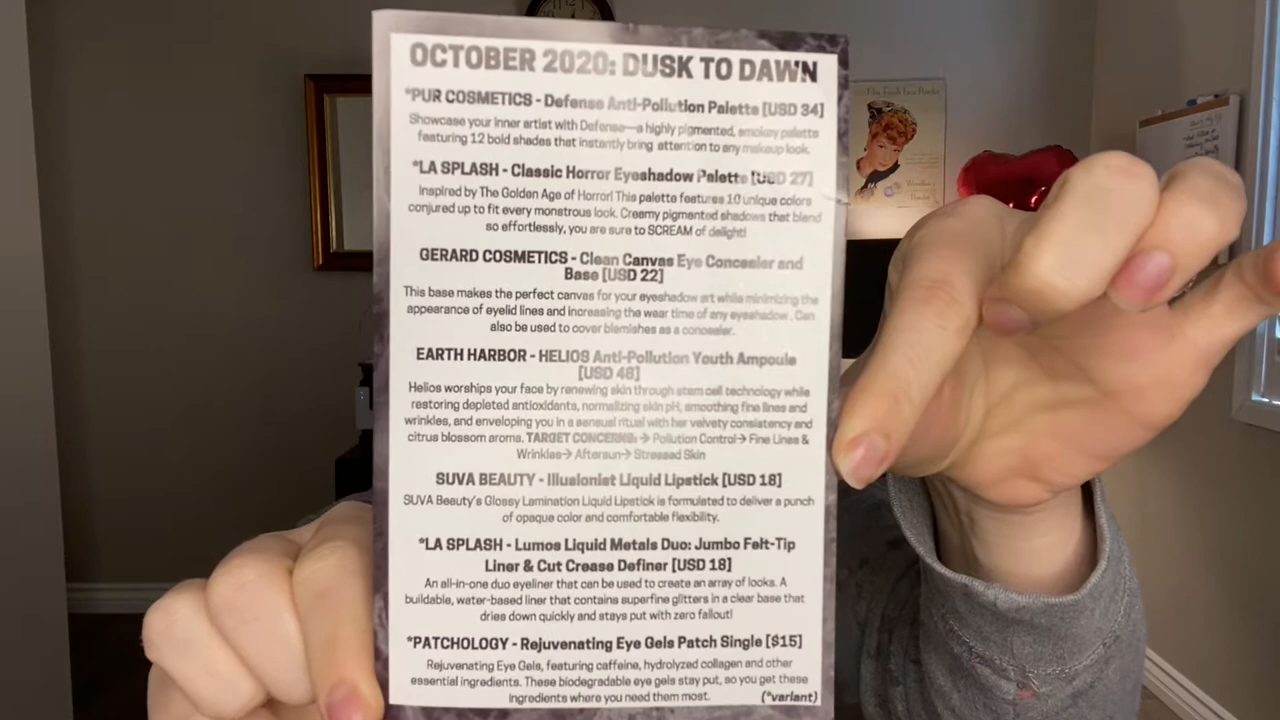 OCTOBER 2020: DUSK TO DAWN
*PUR COSMETICS - Defense Anti-Pollution Palette [USD 34]
Showcase your inner artist with Defense—a highly pigmented, smokey palette
featuring 12 bold shades that instantly bring attention to any makeup look.
*LA SPLASH - Classic Horror Eyeshadow Palette [USD 27]
Inspired by The Golden Age of Horror! This palette features 10 unique colors
conjured up to fit every monstrous look. Creamy pigmented shadows that blend
so effortlessly, you are sure to SCREAM of delight!
GERARD COSMETICS - Clean Canvas Eye Concealer and
Base [USD 22]
This base makes the perfect canvas for your eyeshadow art while minimizing the
appearance of eyelid lines and increasing the wear time of any eyeshadow . Can
also be used to cover blemishes as a concealer.
EARTH HARBOR - HELIOS Anti-Pollution Youth Ampoule
[USD 48]
Helios worships your face by renewing skin through stem cell technology while
restoring depleted antioxidants, normalizing skin pH, smoothing fine lines and
wrinkles, and enveloping you in a sensual ritual with her velvety consistency and
citrus blossom aroma. TARGET CONCERNS: → Pollution Control→ Fine Lines &
Wrinkles→ Aftersun→ Stressed Skin
SUVA BEAUTY - Illusionist Liquid Lipstick [USD 18]
SUVA Beauty's Glossy Lamination Liquid Lipstick is formulated to deliver a punch
of opaque color and comfortable flexibility.
*LA SPLASH - Lumos Liquid Metals Duo: Jumbo Felt-Tip
Liner & Cut Crease Definer [USD 18]
An all-in-one duo eyeliner that can be used to create an array of looks. A
buildable, water-based liner that contains superfine glitters in a clear base that
dries down quickly and stays put with zero fallout!
*PATCHOLOGY - Rejuvenating Eye Gels Patch Single [$15]
Rejuvenating Eye Gels, featuring caffeine, hydrolyzed collagen and other
essential ingredients. These biodegradable eye gels stay put, so you get these
ingredients where you need them most. (*variant)